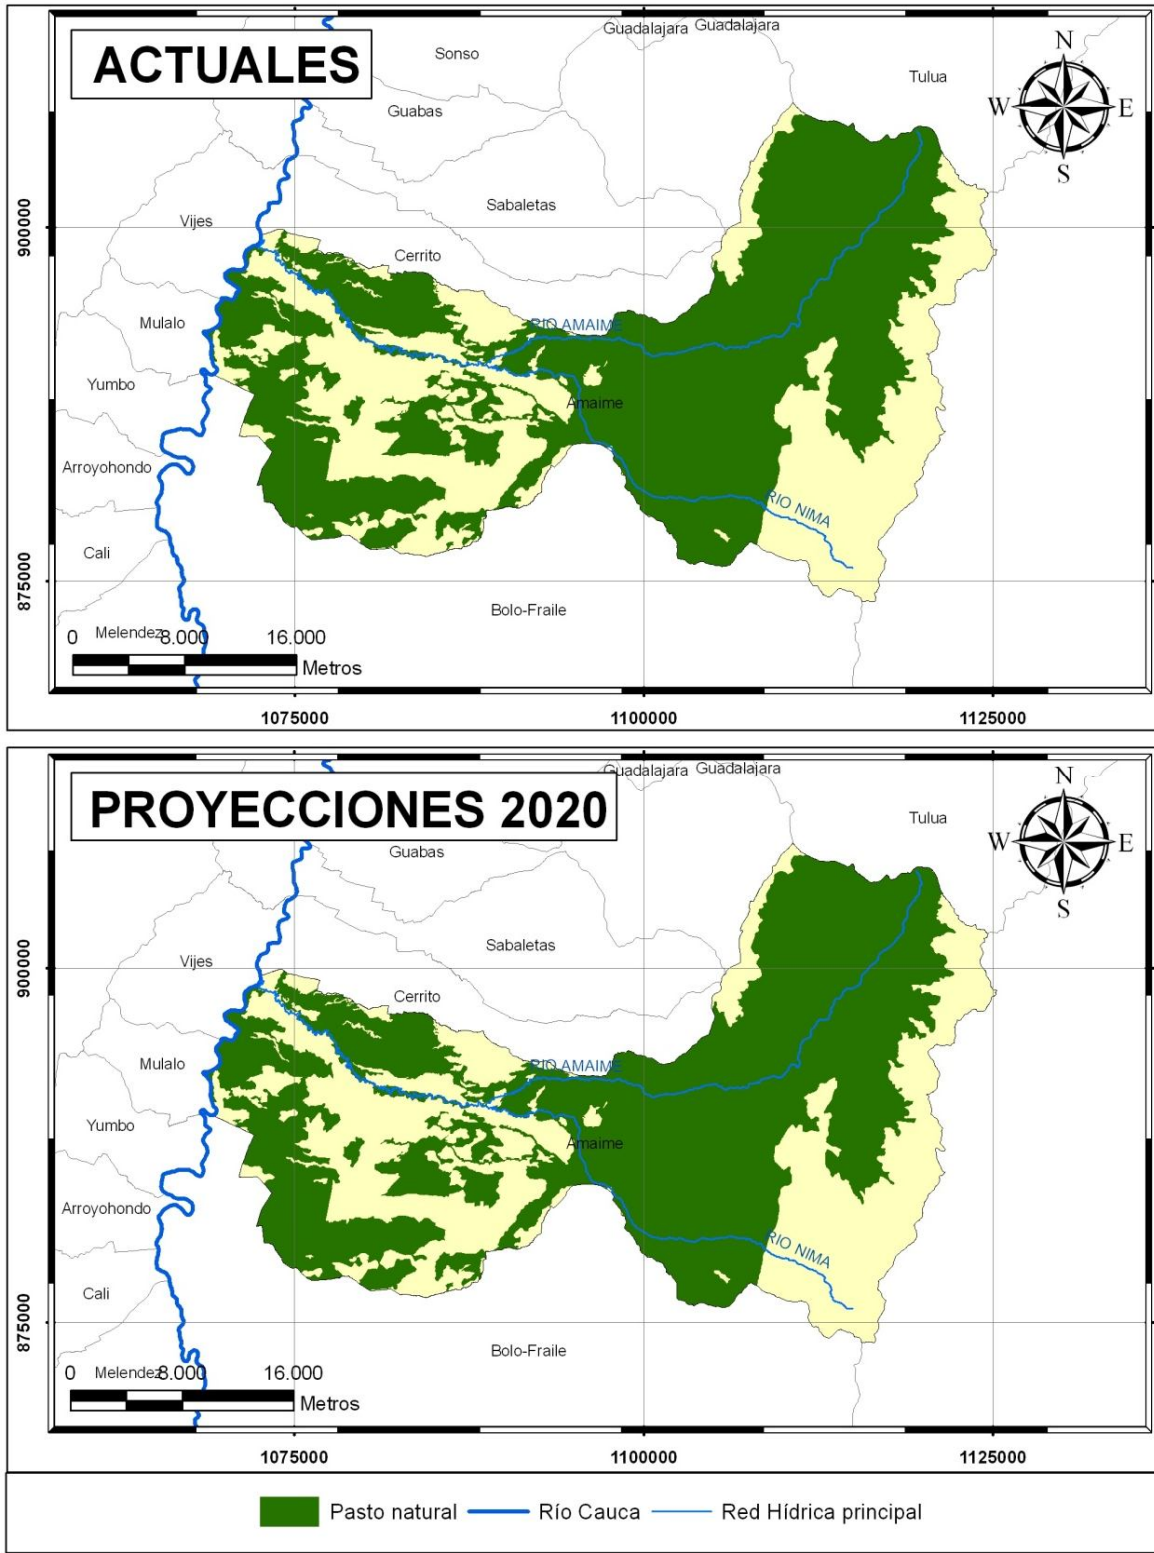 ACTUALES
Guadalajara Guadalajara
Sonso
Tulua
Guabas
Sabaletas
Vijes
Cerrito
Mulalo
RIO AMAIME
Yumbo
Amaime
Arroyohondo
RIO NIMA
Cali
Bolo-Fraile
Melendez
0 8.000 16.000
Metros
N
W E
S
900000
875000
1075000 1100000 1125000
PROYECCIONES 2020
Guadalajara Guadalajara
Tulua
Guabas
Sabaletas
Vijes
Cerrito
Mulalo
RIO AMAIME
Yumbo
Amaime
Arroyohondo
RIO NIMA
Cali
Bolo-Fraile
Melendez
0 8.000 16.000
Metros
N
W E
S
900000
875000
1075000 1100000 1125000
Pasto natural Río Cauca Red Hídrica principal